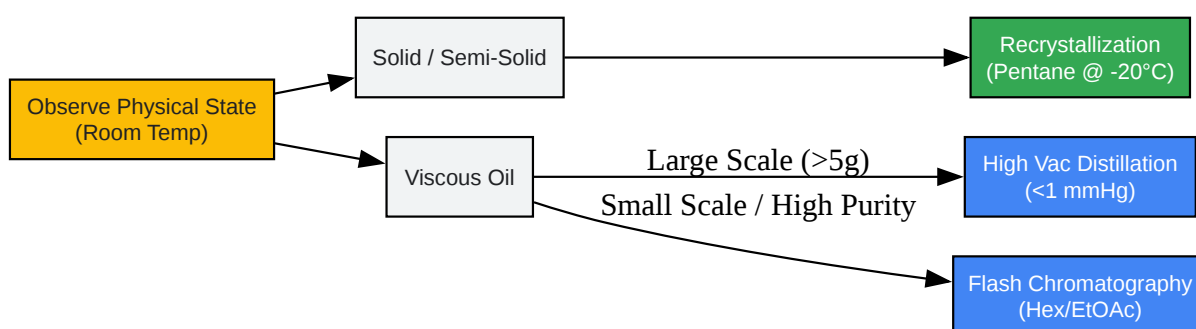 Observe Physical State
(Room Temp)
Solid / Semi-Solid
Recrystallization
(Pentane @ -20°C)
Viscous Oil
Large Scale (>5g)
High Vac Distillation
(<1 mmHg)
Small Scale / High Purity
Flash Chromatography
(Hex/EtOAc)